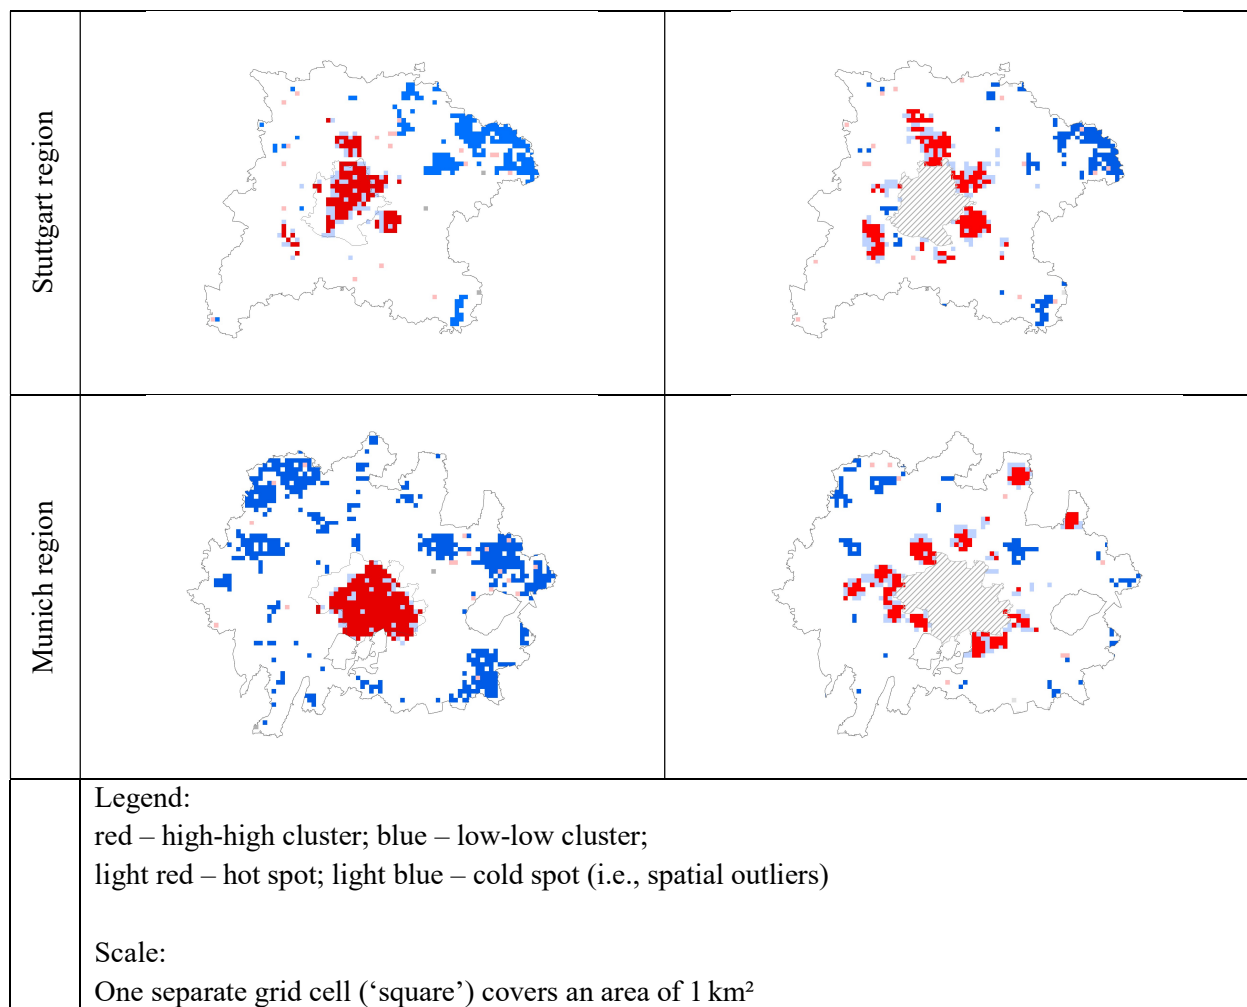 Stuttgart region
Munich region
Legend:
red – high-high cluster; blue – low-low cluster;
light red – hot spot; light blue – cold spot (i.e., spatial outliers)
Scale:
One separate grid cell (‘square’) covers an area of 1 km²